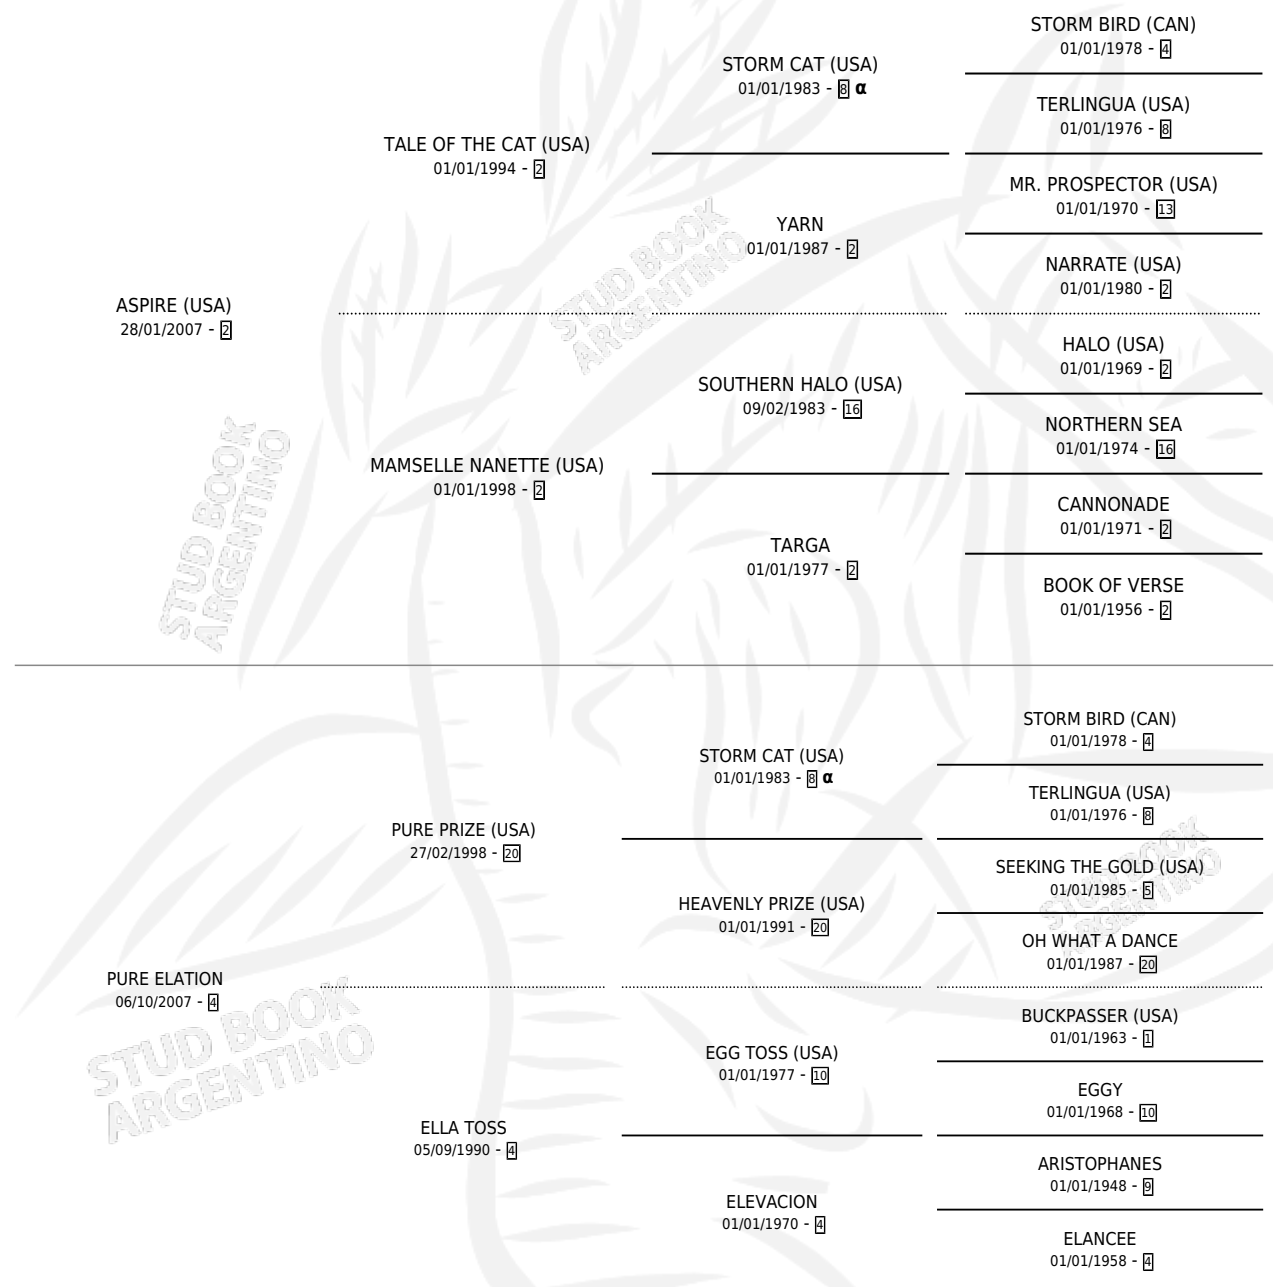 STORM BIRD (CAN)
01/01/1978 - 4
STORM CAT (USA)
01/01/1983 - 8 α
TERLINGUA (USA)
01/01/1976 - 8
TALE OF THE CAT (USA)
01/01/1994 - 2
MR. PROSPECTOR (USA)
01/01/1970 - 13
YARN
01/01/1987 - 2
NARRATE (USA)
01/01/1980 - 2
ASPIRE (USA)
28/01/2007 - 2
HALO (USA)
01/01/1969 - 2
SOUTHERN HALO (USA)
09/02/1983 - 16
NORTHERN SEA
01/01/1974 - 16
MAMSELLE NANETTE (USA)
01/01/1998 - 2
CANNONADE
01/01/1971 - 2
TARGA
01/01/1977 - 2
BOOK OF VERSE
01/01/1956 - 2
STUD BOOK
ARGENTINO
STUD BOOK
ARGENTINO
STORM BIRD (CAN)
01/01/1978 - 4
STORM CAT (USA)
01/01/1983 - 8 α
TERLINGUA (USA)
01/01/1976 - 8
PURE PRIZE (USA)
27/02/1998 - 20
SEEKING THE GOLD (USA)
01/01/1985 - 5
HEAVENLY PRIZE (USA)
01/01/1991 - 20
OH WHAT A DANCE
01/01/1987 - 20
PURE ELATION
06/10/2007 - 4
BUCKPASSER (USA)
01/01/1963 - 1
EGG TOSS (USA)
01/01/1977 - 10
EGGY
01/01/1968 - 10
ELLA TOSS
05/09/1990 - 4
ARISTOPHANES
01/01/1948 - 9
ELEVACION
01/01/1970 - 4
ELANCEE
01/01/1958 - 4
STUD BOOK
ARGENTINO
STUD BOOK
ARGENTINO